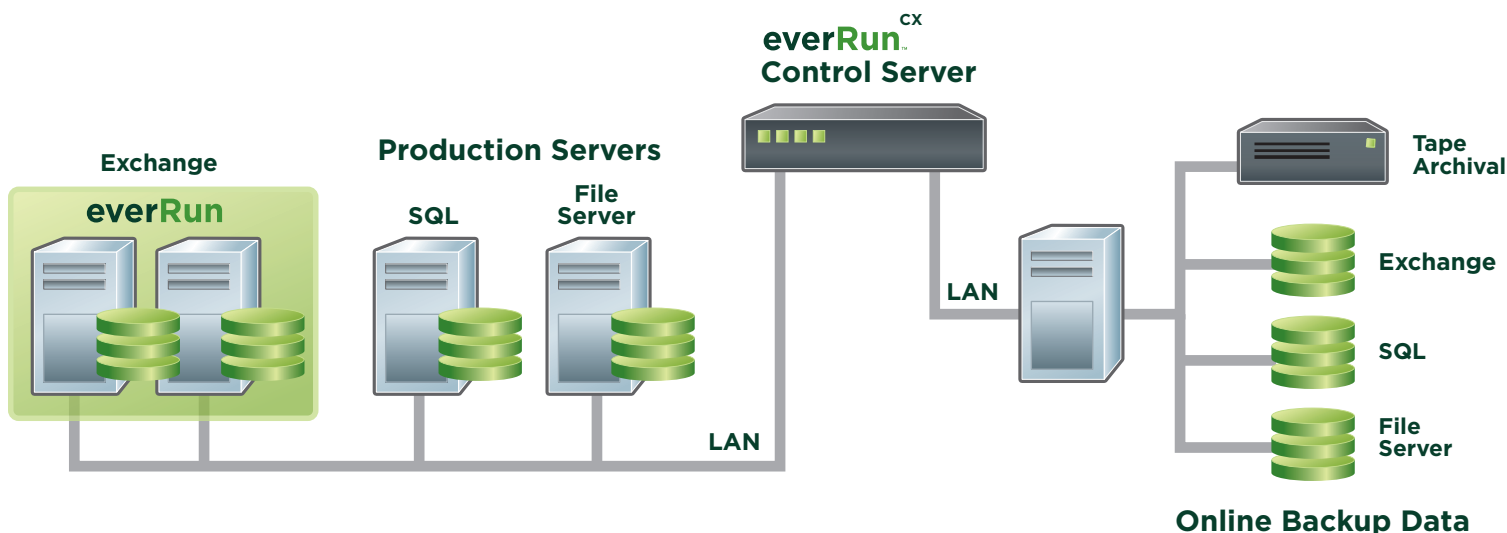 everRun™ CX
Control Server
Production Servers
Exchange
everRun
SQL
File
Server
LAN
LAN
Tape
Archival
Exchange
SQL
File
Server
Online Backup Data